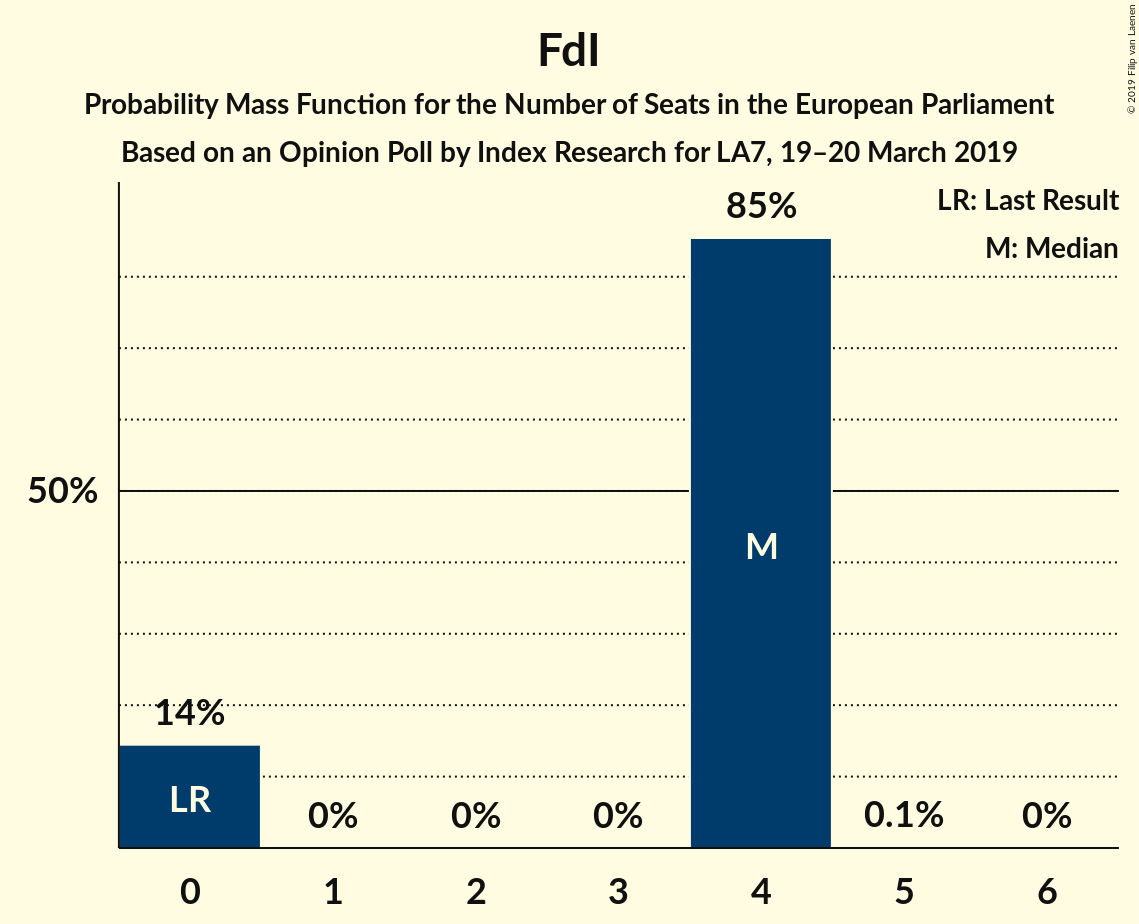 FdI
Probability Mass Function for the Number of Seats in the European Parliament
Based on an Opinion Poll by Index Research for LA7, 19–20 March 2019
© 2019 Filip van Laenen
LR: Last Result
M: Median
85%
50%
M
14%
LR
0%
0%
0%
0.1%
0%
0
1
2
3
4
5
6